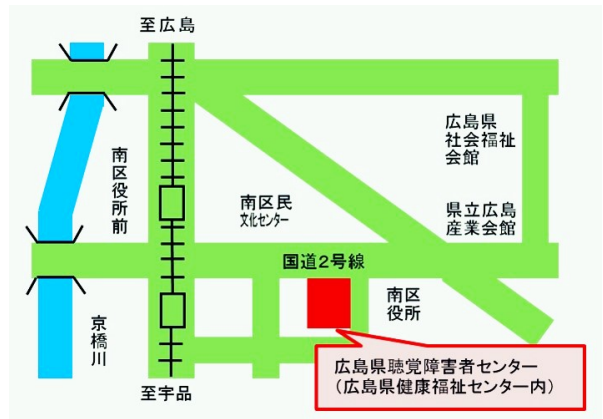 至広島
広島県
社会福祉
会館
南区役所前
南区民
文化センター
県立広島
産業会館
国道2号線
南区
役所
京橋川
広島県聴覚障害者センター
（広島県健康福祉センター内）
至宇品